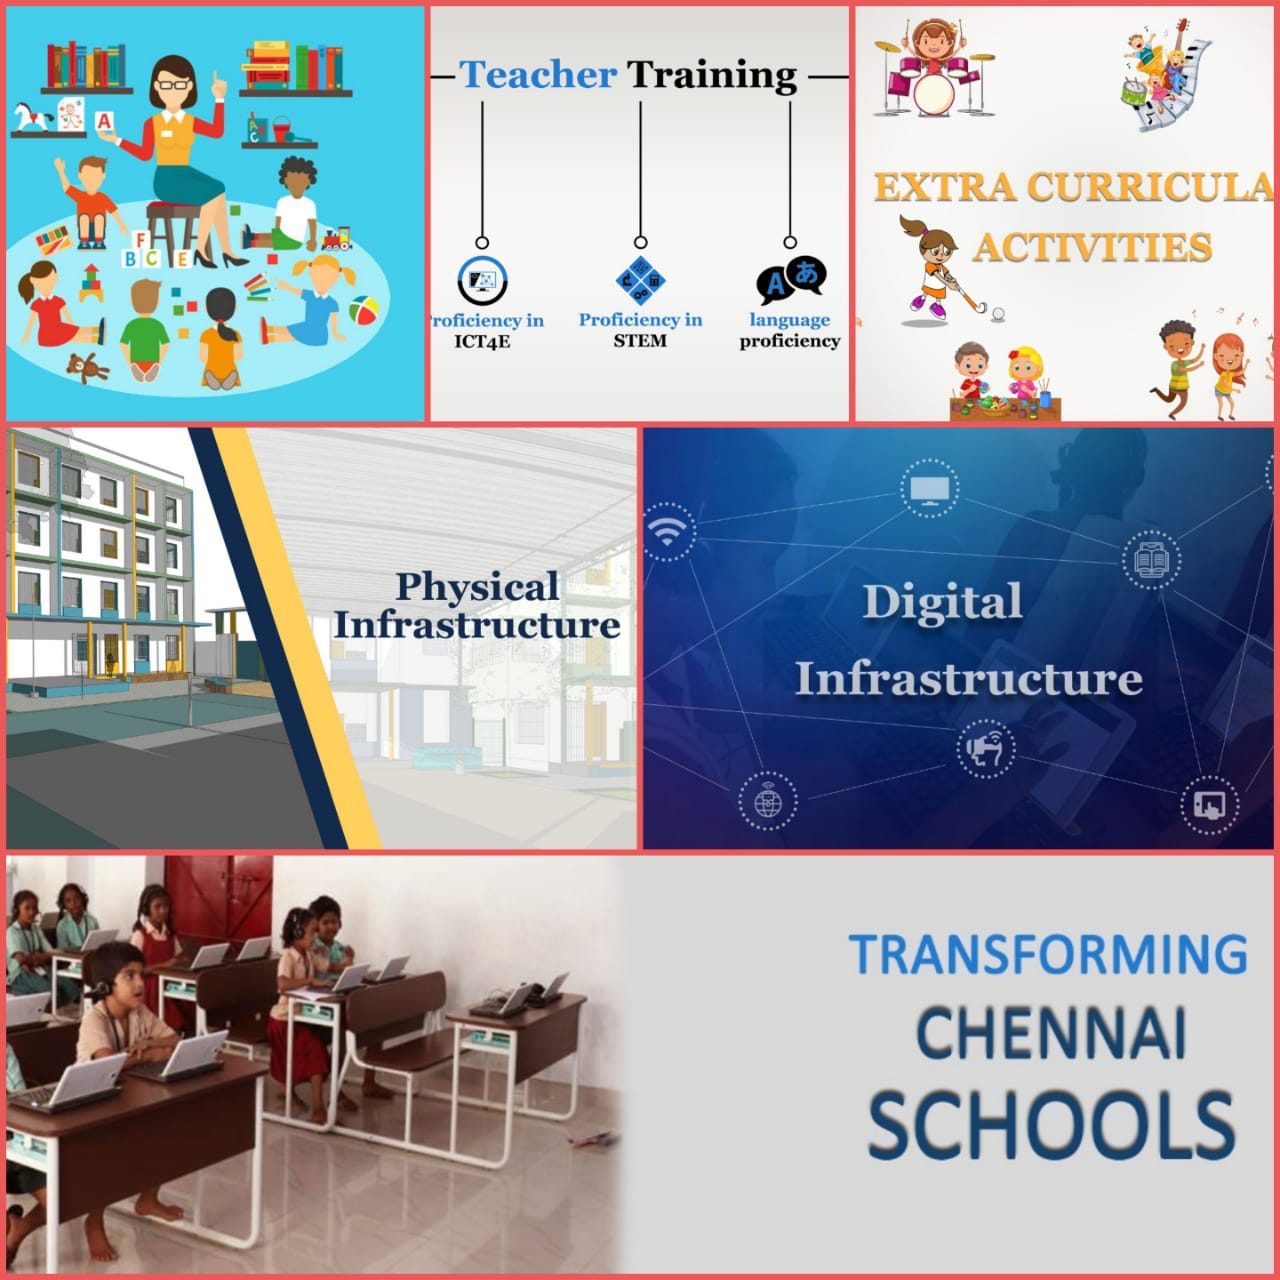 A
F
B C E
A
C
Teacher Training
roficiency in
ICT4E
Proficiency in
STEM
A あ
language
proficiency
EXTRA CURRICULA
ACTIVITIES
Physical
Infrastructure
Digital
Infrastructure
TRANSFORMING
CHENNAI
SCHOOLS